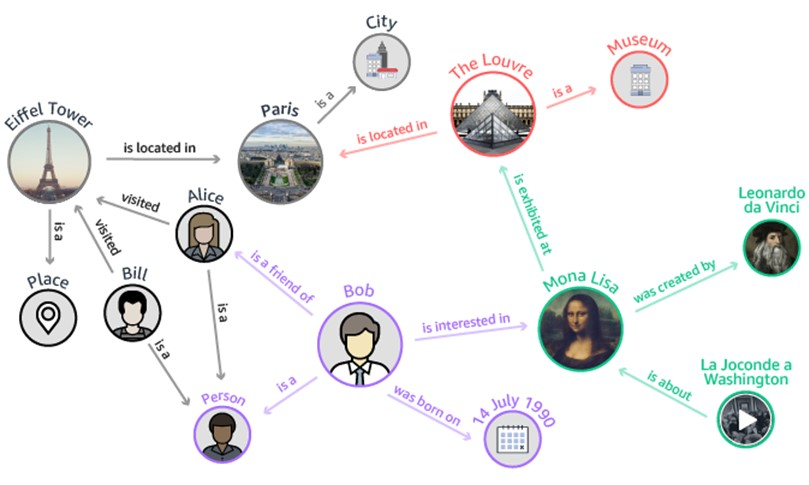 City
Museum
The Louvre
is a
is a
Eiffel Tower
Paris
is located in
is located in
visited
Alice
is exhibited at
Leonardo
da Vinci
is a
visited
Place
Bill
is a friend of
Bob
Mona Lisa
was created by
is a
is interested in
is a
La Joconde a
Washington
is about
Person
is a
was born on
14 July 1990